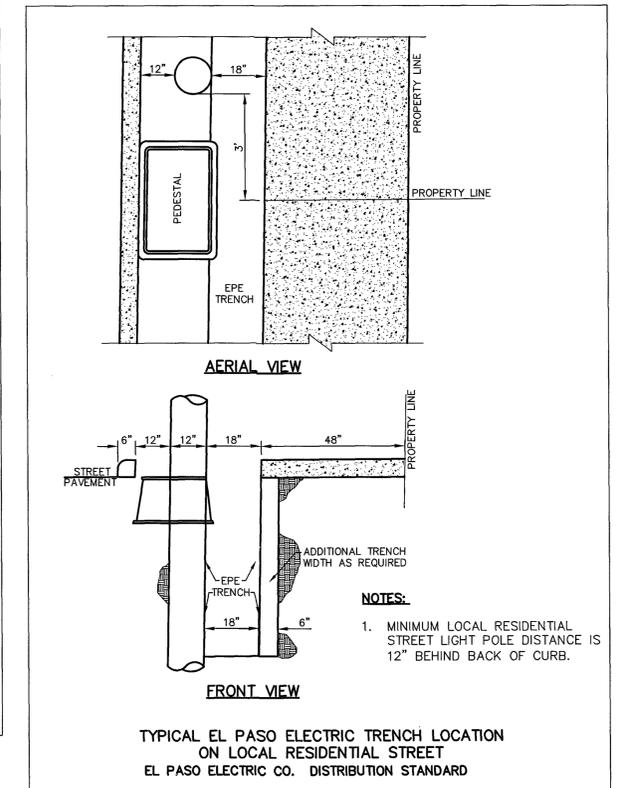 12"
18"
PROPERTY LINE
3'
PEDESTAL
PROPERTY LINE
EPE
TRENCH
AERIAL VIEW
6"
12"
12"
18"
48"
PROPERTY LINE
STREET
PAVEMENT
ADDITIONAL TRENCH
WIDTH AS REQUIRED
EPE
TRENCH
18"
6"
NOTES:
1. MINIMUM LOCAL RESIDENTIAL
STREET LIGHT POLE DISTANCE IS
12" BEHIND BACK OF CURB.
FRONT VIEW
TYPICAL EL PASO ELECTRIC TRENCH LOCATION
ON LOCAL RESIDENTIAL STREET
EL PASO ELECTRIC CO. DISTRIBUTION STANDARD